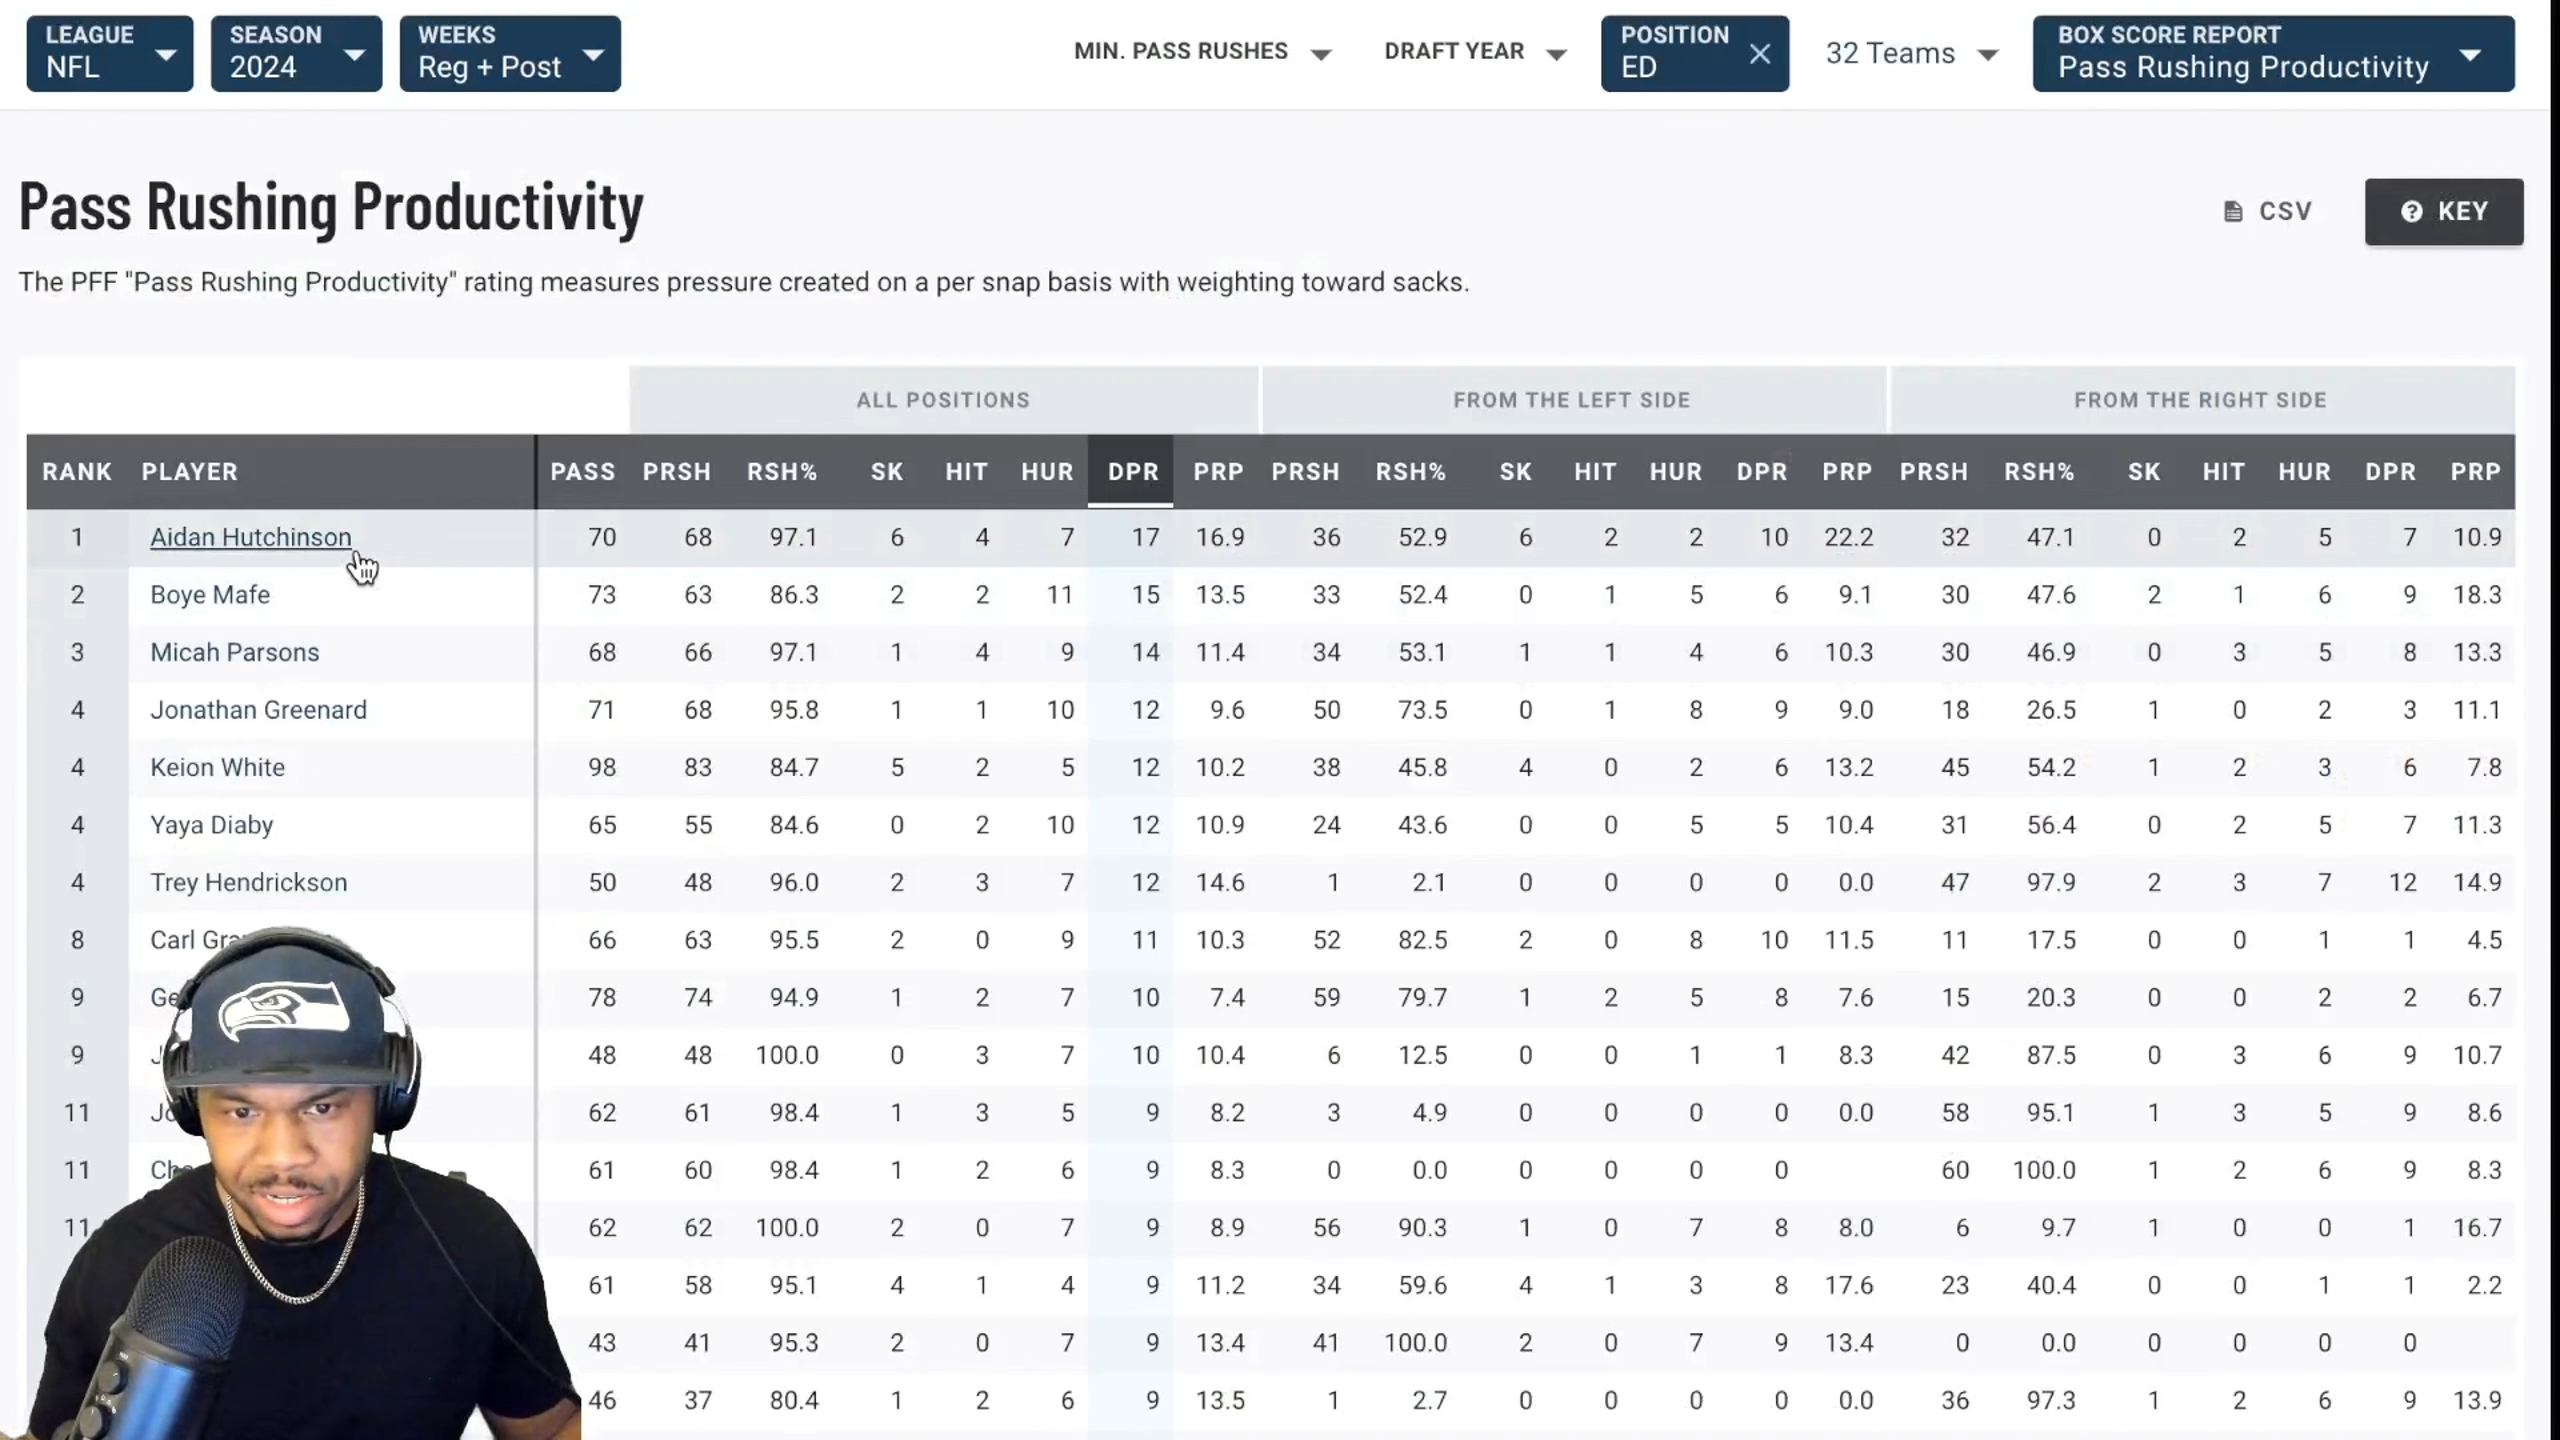 LEAGUE
NFL
SEASON
2024
WEEKS
Reg + Post
MIN. PASS RUSHES
DRAFT YEAR
POSITION
ED
32 Teams
BOX SCORE REPORT
Pass Rushing Productivity
Pass Rushing Productivity
CSV
KEY
The PFF "Pass Rushing Productivity" rating measures pressure created on a per snap basis with weighting toward sacks.
ALL POSITIONS FROM THE LEFT SIDE FROM THE RIGHT SIDE
RANK PLAYER PASS PRSH RSH% SK HIT HUR DPR PRP PRSH RSH% SK HIT HUR DPR PRP PRSH RSH% SK HIT HUR DPR PRP
1 Aidan Hutchinson 70 68 97.1 6 4 7 17 16.9 36 52.9 6 2 2 10 22.2 32 47.1 0 2 5 7 10.9
2 Boye Mafe 73 63 86.3 2 2 11 15 13.5 33 52.4 0 1 5 6 9.1 30 47.6 2 1 6 9 18.3
3 Micah Parsons 68 66 97.1 1 4 9 14 11.4 34 53.1 1 1 4 6 10.3 30 46.9 0 3 5 8 13.3
4 Jonathan Greenard 71 68 95.8 1 1 10 12 9.6 50 73.5 0 1 8 9 9.0 18 26.5 1 0 2 3 11.1
4 Keion White 98 83 84.7 5 2 5 12 10.2 38 45.8 4 0 2 6 13.2 45 54.2 1 2 3 6 7.8
4 Yaya Diaby 65 55 84.6 0 2 10 12 10.9 24 43.6 0 0 5 5 10.4 31 56.4 0 2 5 7 11.3
4 Trey Hendrickson 50 48 96.0 2 3 7 12 14.6 1 2.1 0 0 0 0 0.0 47 97.9 2 3 7 12 14.9
8 Carl 66 63 95.5 2 0 9 11 10.3 52 82.5 2 0 8 10 11.5 11 17.5 0 0 1 1 4.5
9 78 74 94.9 1 2 7 10 7.4 59 79.7 1 2 5 8 7.6 15 20.3 0 0 2 2 6.7
9 48 48 100.0 0 3 7 10 10.4 6 12.5 0 0 1 1 8.3 42 87.5 0 3 6 9 10.7
11 62 61 98.4 1 3 5 9 8.2 3 4.9 0 0 0 0 0.0 58 95.1 1 3 5 9 8.6
11 61 60 98.4 1 2 6 9 8.3 0 0.0 0 0 0 0 60 100.0 1 2 6 9 8.3
11 62 62 100.0 2 0 7 9 8.9 56 90.3 1 0 7 8 8.0 6 9.7 1 0 0 1 16.7
61 58 95.1 4 1 4 9 11.2 34 59.6 4 1 3 8 17.6 23 40.4 0 0 1 1 2.2
43 41 95.3 2 0 7 9 13.4 41 100.0 2 0 7 9 13.4 0 0.0 0 0 0 0
46 37 80.4 1 2 6 9 13.5 1 2.7 0 0 0 0 0.0 36 97.3 1 2 6 9 13.9